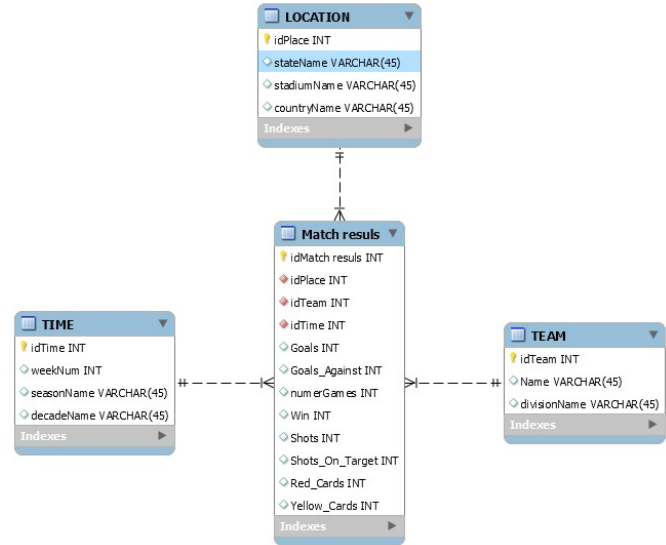 LOCATION
idPlace INT
stateName VARCHAR(45)
stadiumName VARCHAR(45)
countryName VARCHAR(45)
Indexes
Match resuls
idMatch resuls INT
idPlace INT
idTeam INT
idTime INT
Goals INT
Goals_Against INT
numerGames INT
Win INT
Shots INT
Shots_On_Target INT
Red_Cards INT
Yellow_Cards INT
Indexes
TIME
idTime INT
weekNum INT
seasonName VARCHAR(45)
decadeName VARCHAR(45)
Indexes
TEAM
idTeam INT
Name VARCHAR(45)
divisionName VARCHAR(45)
Indexes